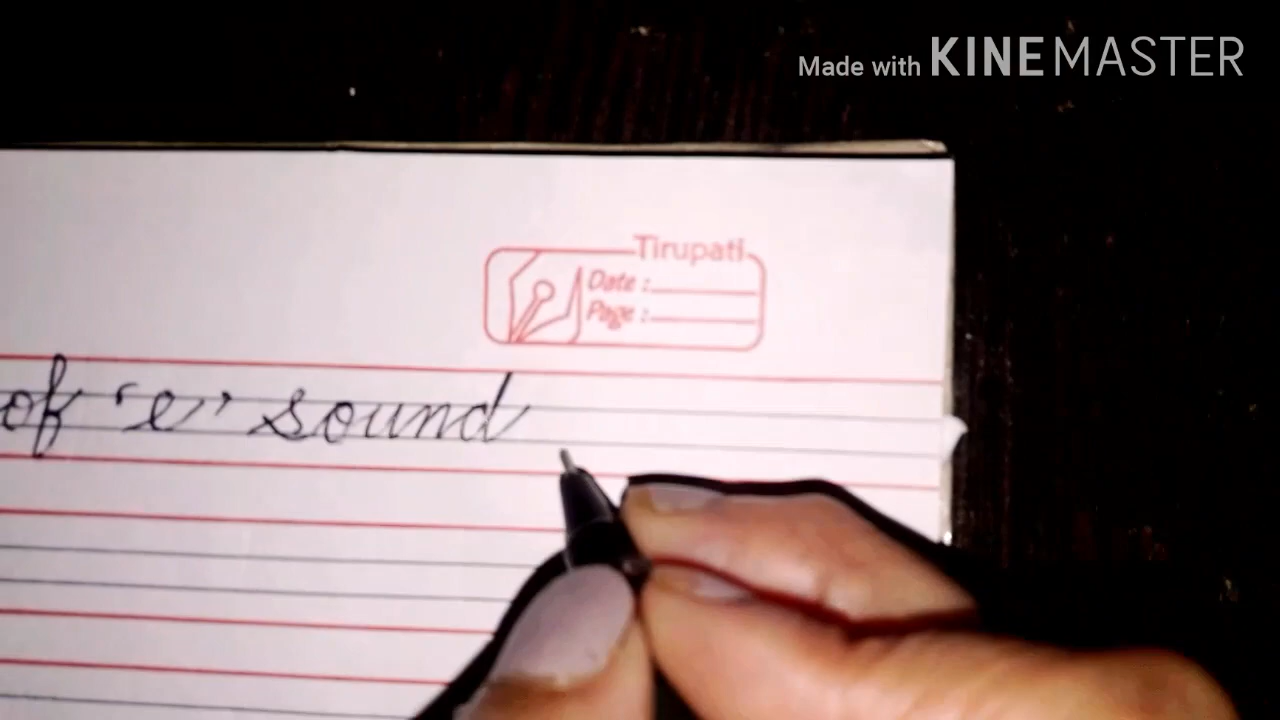 Made with KINEMASTER
Tirupati
Date :
Page :
of 'e' sound